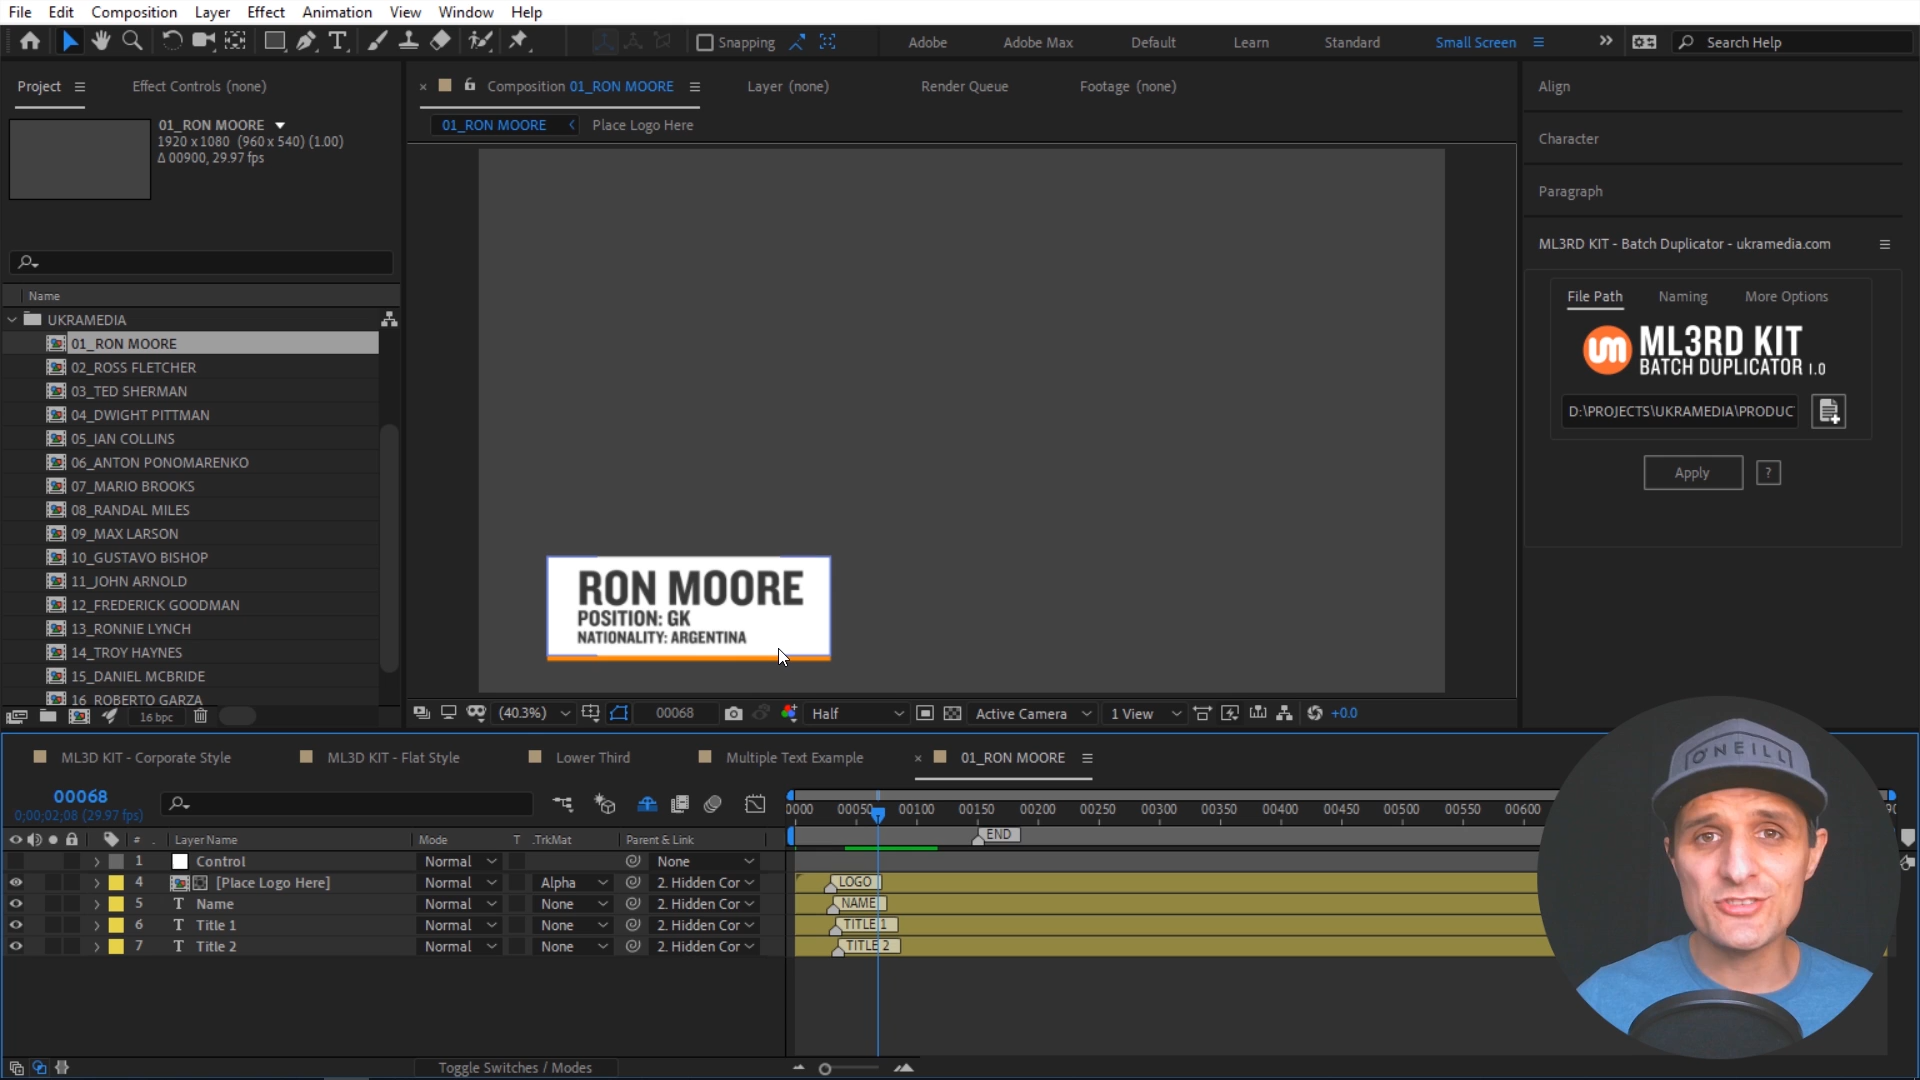 File Edit Composition Layer Effect Animation View Window Help
Snapping Adobe Adobe Max Default Learn Standard Small Screen Search Help
Project Effect Controls (none)
01_RON MOORE
1920 x 1080 (960 x 540) (1.00)
Δ 00900, 29.97 fps
Name
UKRAMEDIA
01_RON MOORE
02_ROSS FLETCHER
03_TED SHERMAN
04_DWIGHT PITTMAN
05_IAN COLLINS
06_ANTON PONOMARENKO
07_MARIO BROOKS
08_RANDAL MILES
09_MAX LARSON
10_GUSTAVO BISHOP
11_JOHN ARNOLD
12_FREDERICK GOODMAN
13_RONNIE LYNCH
14_TROY HAYNES
15_DANIEL MCBRIDE
16_ROBERTO GARZA
16 bpc
Composition 01_RON MOORE Layer (none) Render Queue Footage (none)
01_RON MOORE Place Logo Here
RON MOORE
POSITION: GK
NATIONALITY: ARGENTINA
(40.3%) 00068 Half Active Camera 1 View +0.0
Align
Character
Paragraph
ML3RD KIT - Batch Duplicator - ukramedia.com
File Path Naming More Options
um ML3RD KIT
BATCH DUPLICATOR 1.0
D:\PROJECTS\UKRAMEDIA\PRODUC
Apply ?
ML3D KIT - Corporate Style ML3D KIT - Flat Style Lower Third Multiple Text Example 01_RON MOORE
00068
0;00;02;08 (29.97 fps)
0000 00050 00100 00150 00200 00250 00300 00350 00400 00450 00500 00550 00600
# Layer Name Mode T .TrkMat Parent & Link
END
1 Control Normal None
4 [Place Logo Here] Normal Alpha 2. Hidden Cor LOGO
5 T Name Normal None 2. Hidden Cor NAME
6 T Title 1 Normal None 2. Hidden Cor TITLE 1
7 T Title 2 Normal None 2. Hidden Cor TITLE 2
Toggle Switches / Modes
O'NEILL